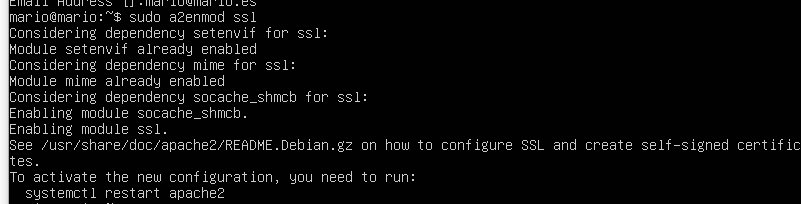 Email Address []:mario@mario.es
mario@mario:~$ sudo a2enmod ssl
Considering dependency setenvif for ssl:
Module setenvif already enabled
Considering dependency mime for ssl:
Module mime already enabled
Considering dependency socache_shmcb for ssl:
Enabling module socache_shmcb.
Enabling module ssl.
See /usr/share/doc/apache2/README.Debian.gz on how to configure SSL and create self-signed certific
tes.
To activate the new configuration, you need to run:
  systemctl restart apache2